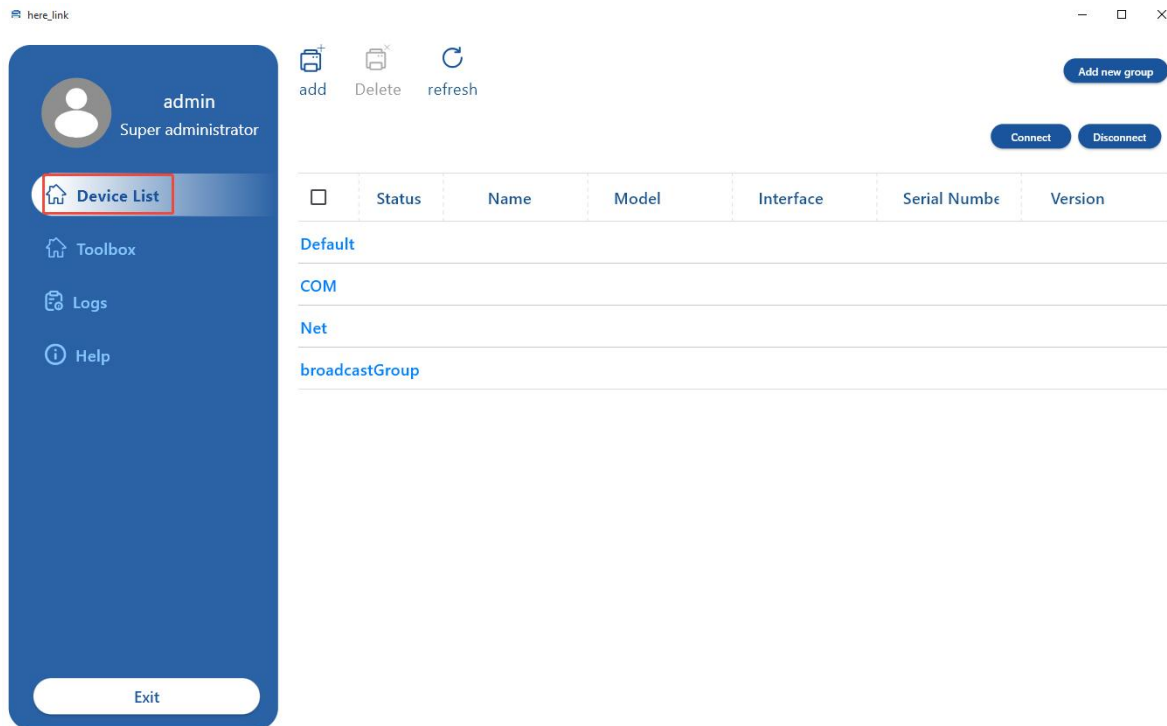 here_link
admin
Super administrator
Device List
Toolbox
Logs
Help
Exit
add Delete refresh
Add new group
Connect Disconnect
Status Name Model Interface Serial Numbe Version
Default
COM
Net
broadcastGroup